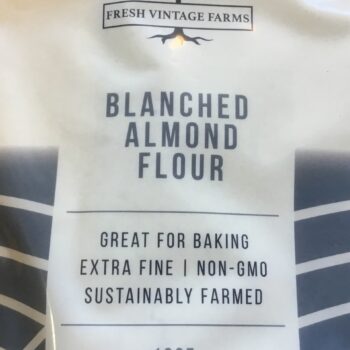 FRESH VINTAGE FARMS
BLANCHED
ALMOND
FLOUR
GREAT FOR BAKING
EXTRA FINE | NON-GMO
SUSTAINABLY FARMED